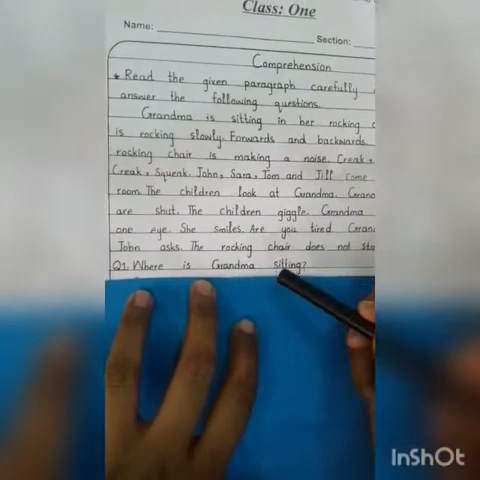 Class: One
Name:
Section:
Comprehension
* Read the given paragraph carefully
answer the following questions.
Grandma is sitting in her rocking
is rocking slowly. Forwards and backwards.
rocking chair is making a noise. Creak,
Creak, Squeak. John, Sara, Tom and Jill come
room. The children look at Grandma.
are shut. The children giggle. Grandma
one eye. She smiles. Are you tired
John asks. The rocking chair does not
Q1. Where is Grandma sitting?
InShOt